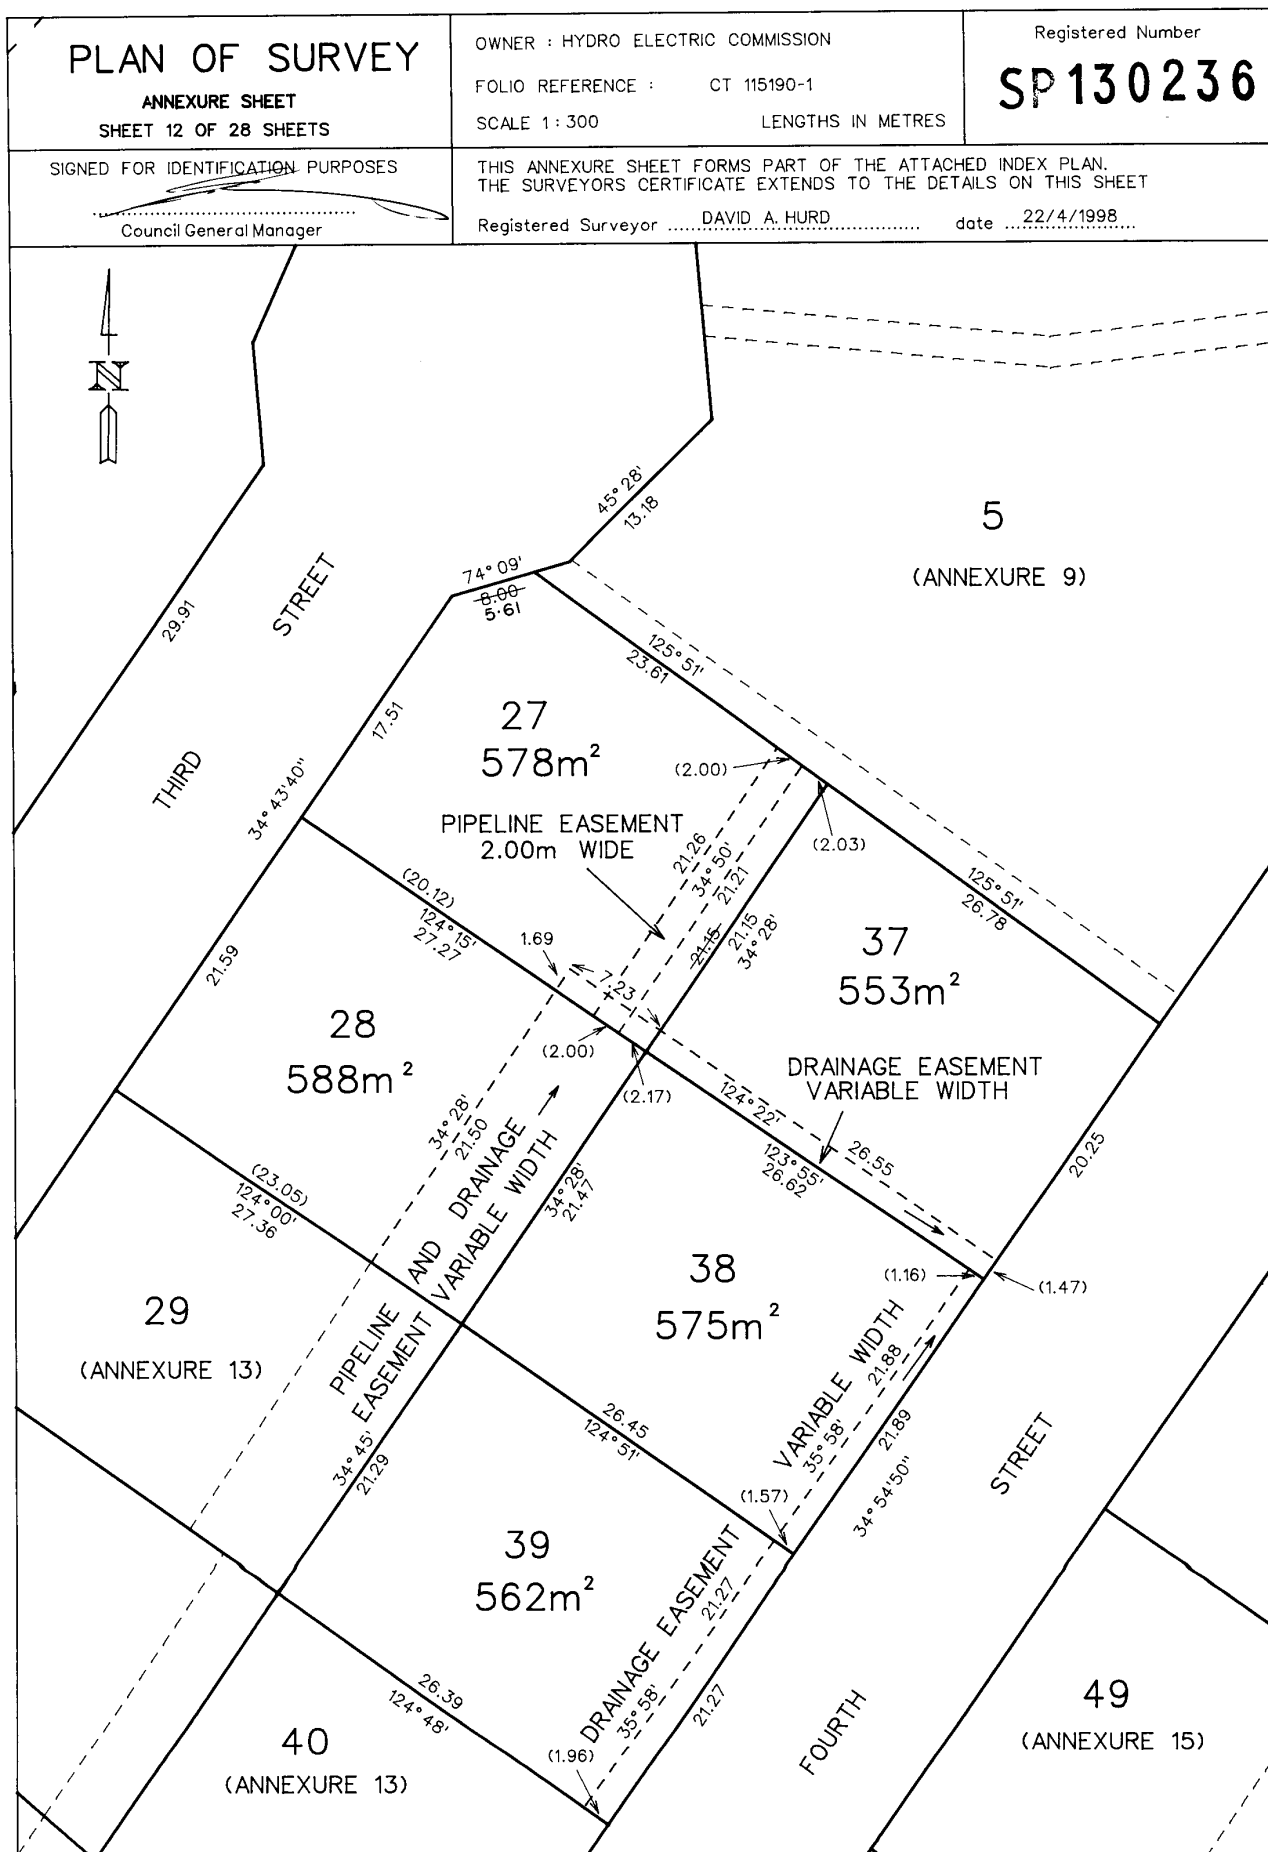 PLAN OF SURVEY
ANNEXURE SHEET
SHEET 12 OF 28 SHEETS
OWNER : HYDRO ELECTRIC COMMISSION
FOLIO REFERENCE : CT 115190-1
SCALE 1 : 300 LENGTHS IN METRES
Registered Number
SP130236
SIGNED FOR IDENTIFICATION PURPOSES
Council General Manager
THIS ANNEXURE SHEET FORMS PART OF THE ATTACHED INDEX PLAN.
THE SURVEYORS CERTIFICATE EXTENDS TO THE DETAILS ON THIS SHEET
Registered Surveyor DAVID A. HURD date 22/4/1998
N
45° 28'
13.18
5
(ANNEXURE 9)
74° 09'
8.00
5.61
29.91
THIRD STREET
125° 51'
23.61
17.51
27
578m²
(2.00)
34° 43'40"
PIPELINE EASEMENT
2.00m WIDE
(2.03)
21.26
34° 50'
21.21
125° 51'
26.78
(20.12)
124° 15'
27.27
21.15
21.15
34° 28'
37
553m²
1.69
7.23
21.59
28
588m²
(2.00)
(2.17)
DRAINAGE EASEMENT
VARIABLE WIDTH
124° 22'
26.55
123° 55'
26.62
20.25
34° 28'
21.50
34° 28'
21.47
(23.05)
124° 00'
27.36
PIPELINE AND DRAINAGE
EASEMENT VARIABLE WIDTH
38
575m²
(1.16)
(1.47)
29
(ANNEXURE 13)
DRAINAGE EASEMENT VARIABLE WIDTH
35° 58'
21.88
21.89
34° 54'50"
26.45
124° 51'
34° 45'
21.29
(1.57)
FOURTH STREET
39
562m²
21.27
35° 58'
21.27
26.39
124° 48'
(1.96)
40
(ANNEXURE 13)
49
(ANNEXURE 15)